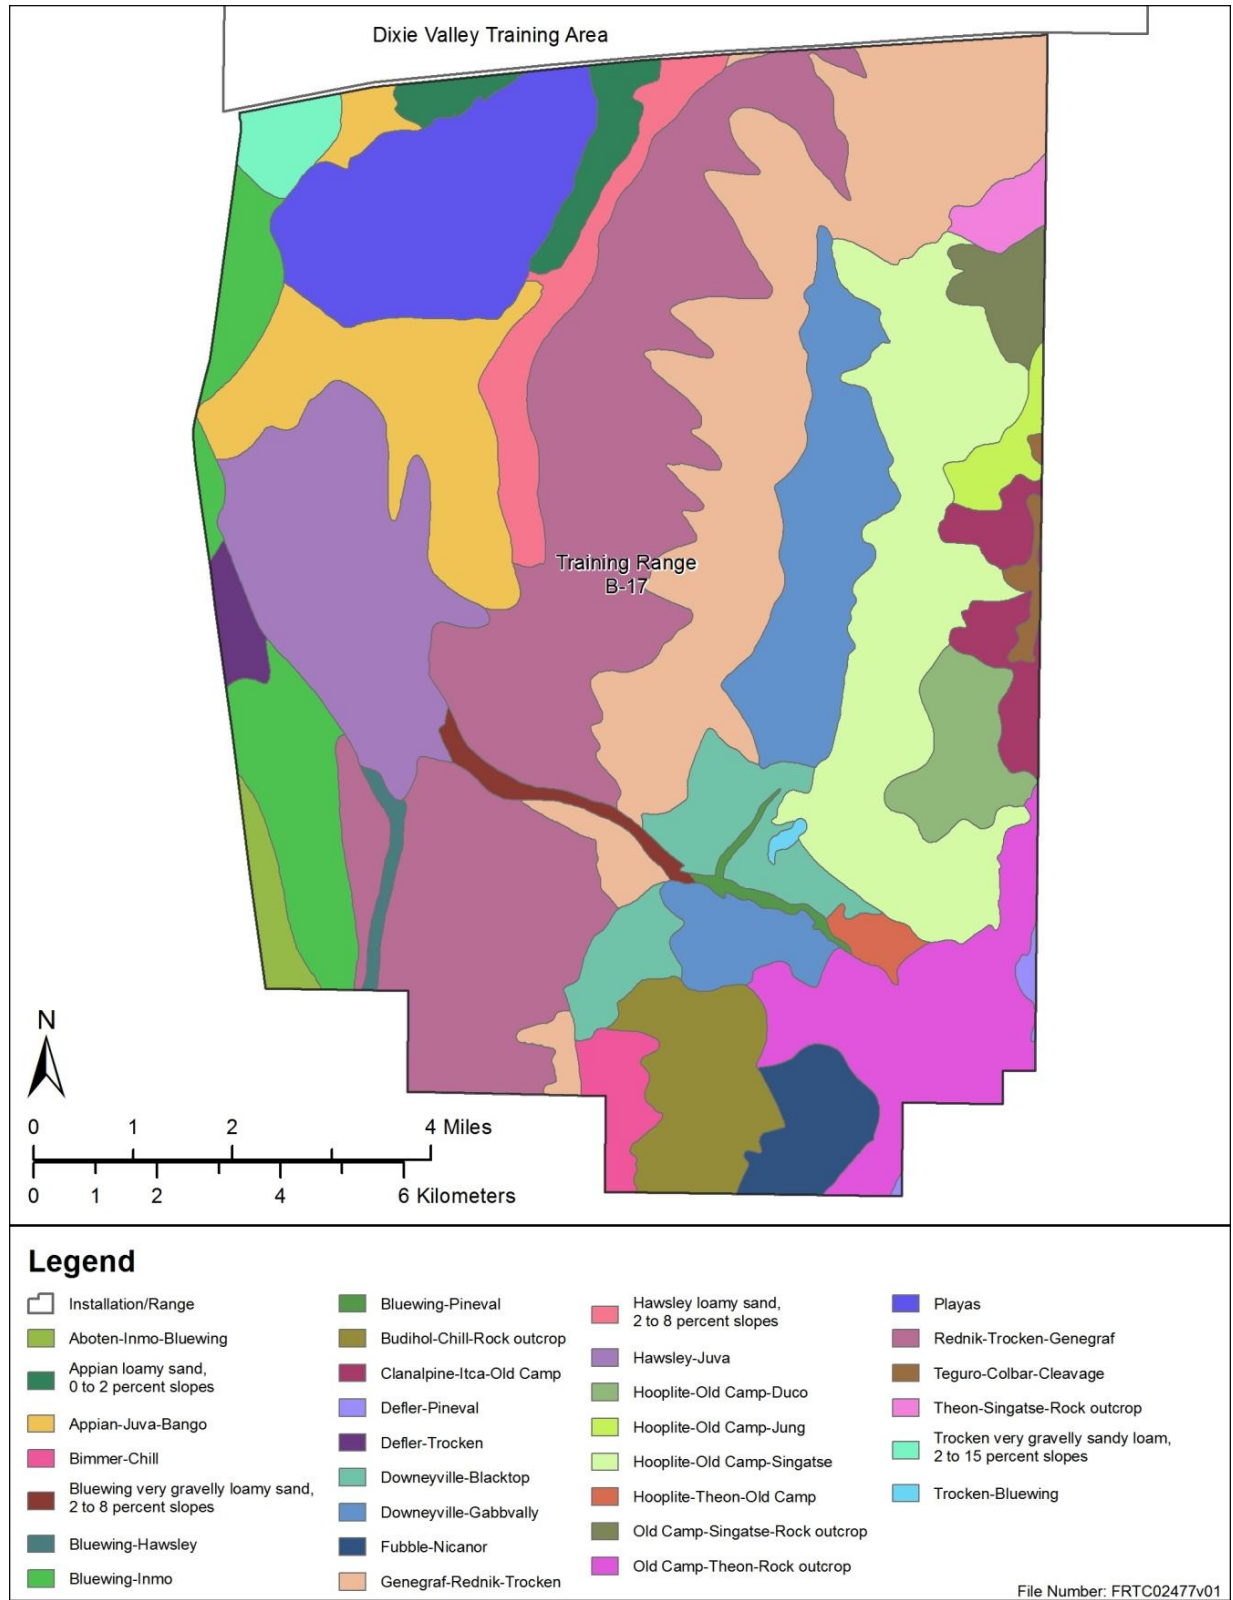 Dixie Valley Training Area
Training Range
B-17
N
0 1 2 4 Miles
0 1 2 4 6 Kilometers
Legend
Installation/Range
Aboten-Inmo-Bluewing
Appian loamy sand,
0 to 2 percent slopes
Appian-Juva-Bango
Bimmer-Chill
Bluewing very gravelly loamy sand,
2 to 8 percent slopes
Bluewing-Hawsley
Bluewing-Inmo
Bluewing-Pineval
Budihol-Chill-Rock outcrop
Clanalpine-Itca-Old Camp
Defler-Pineval
Defler-Trocken
Downeyville-Blacktop
Downeyville-Gabbvally
Fubble-Nicanor
Genegraf-Rednik-Trocken
Hawsley loamy sand,
2 to 8 percent slopes
Hawsley-Juva
Hooplite-Old Camp-Duco
Hooplite-Old Camp-Jung
Hooplite-Old Camp-Singatse
Hooplite-Theon-Old Camp
Old Camp-Singatse-Rock outcrop
Old Camp-Theon-Rock outcrop
Playas
Rednik-Trocken-Genegraf
Teguro-Colbar-Cleavage
Theon-Singatse-Rock outcrop
Trocken very gravelly sandy loam,
2 to 15 percent slopes
Trocken-Bluewing
File Number: FRTC02477v01